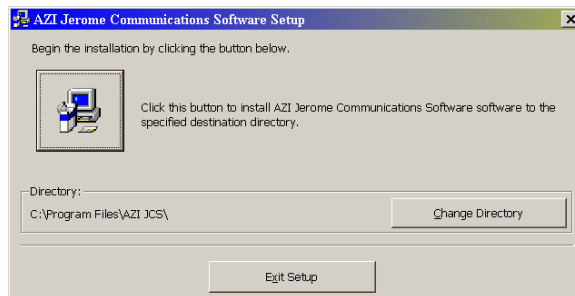 AZI Jerome Communications Software Setup
Begin the installation by clicking the button below.
Click this button to install AZI Jerome Communications Software software to the
specified destination directory.
Directory:
C:\Program Files\AZI JCS\
Change Directory
Exit Setup